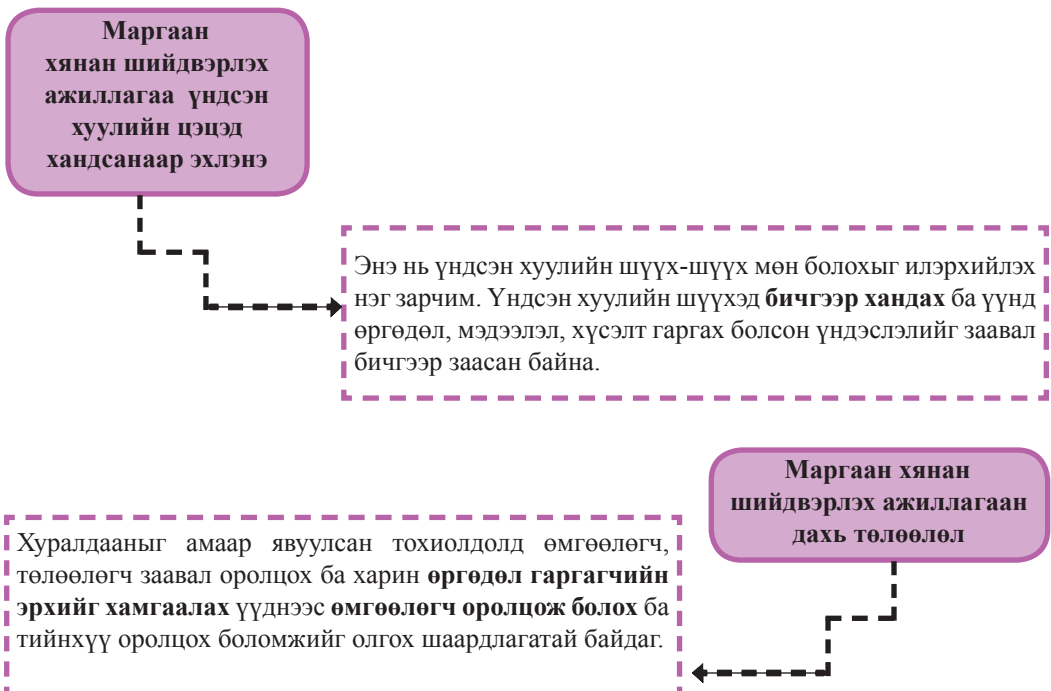 Маргаан
хянан шийдвэрлэх
ажиллагаа үндсэн
хуулийн цэцэд
хандсанаар эхлэнэ
Энэ нь үндсэн хуулийн шүүх-шүүх мөн болохыг илэрхийлэх
нэг зарчим. Үндсэн хуулийн шүүхэд бичгээр хандах ба үүнд
өргөдөл, мэдээлэл, хүсэлт гаргах болсон үндэслэлийг заавал
бичгээр заасан байна.
Маргаан хянан
шийдвэрлэх ажиллагаан
дахь төлөөлөл
Хуралдааныг амаар явуулсан тохиолдолд өмгөөлөгч,
төлөөлөгч заавал оролцох ба харин өргөдөл гаргагчийн
эрхийг хамгаалах үүднээс өмгөөлөгч оролцож болох ба
тийнхүү оролцох боломжийг олгох шаардлагатай байдаг.